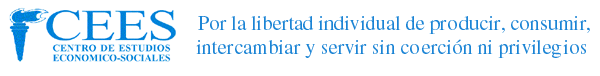 CEES
CENTRO DE ESTUDIOS
ECONOMICO-SOCIALES
Por la libertad individual de producir, consumir,
intercambiar y servir sin coerción ni privilegios